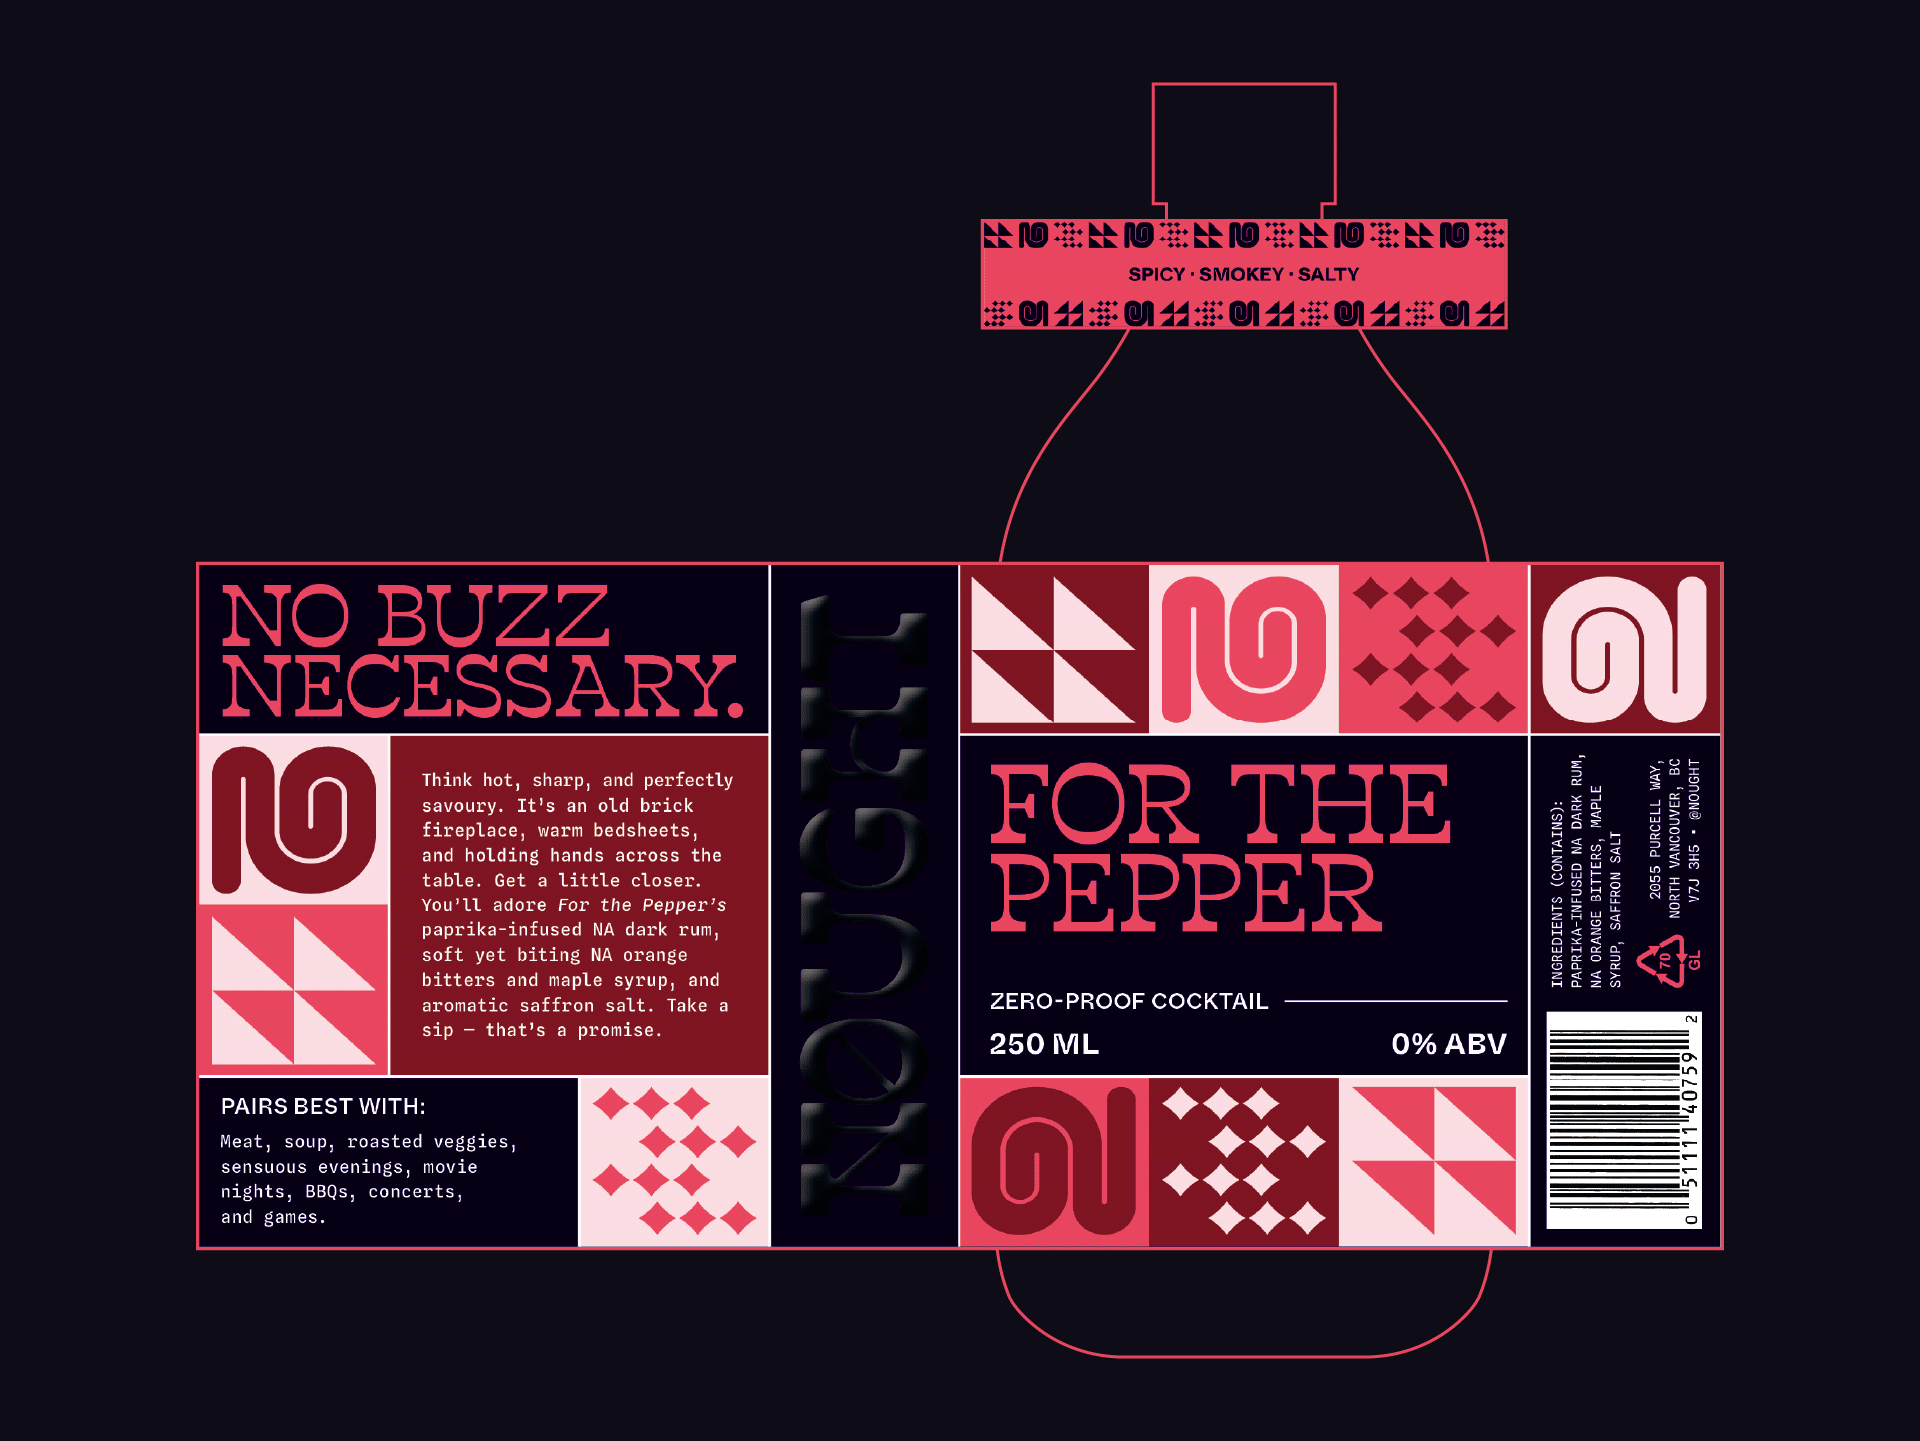 SPICY · SMOKEY · SALTY
NO BUZZ
NECESSARY.
Think hot, sharp, and perfectly
savoury. It's an old brick
fireplace, warm bedsheets,
and holding hands across the
table. Get a little closer.
You'll adore For the Pepper's
paprika-infused NA dark rum,
soft yet biting NA orange
bitters and maple syrup, and
aromatic saffron salt. Take a
sip — that's a promise.
PAIRS BEST WITH:
Meat, soup, roasted veggies,
sensuous evenings, movie
nights, BBQs, concerts,
and games.
NØUGHT
FOR THE
PEPPER
ZERO-PROOF COCKTAIL
250 ML
0% ABV
INGREDIENTS (CONTAINS):
PAPRIKA-INFUSED NA DARK RUM,
NA ORANGE BITTERS, MAPLE
SYRUP, SAFFRON SALT
2055 PURCELL WAY,
NORTH VANCOUVER, BC
V7J 3H5 • @NOUGHT
70
GL
0 51111 40759 2